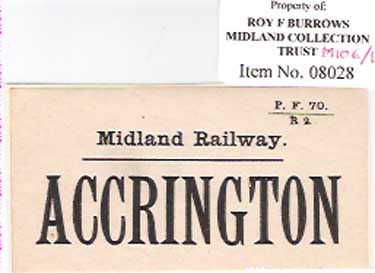 Property of:
ROY F BURROWS
MIDLAND COLLECTION
TRUST
Item No. 08028
P. F. 70.
R 2
Midland Railway.
ACCRINGTON